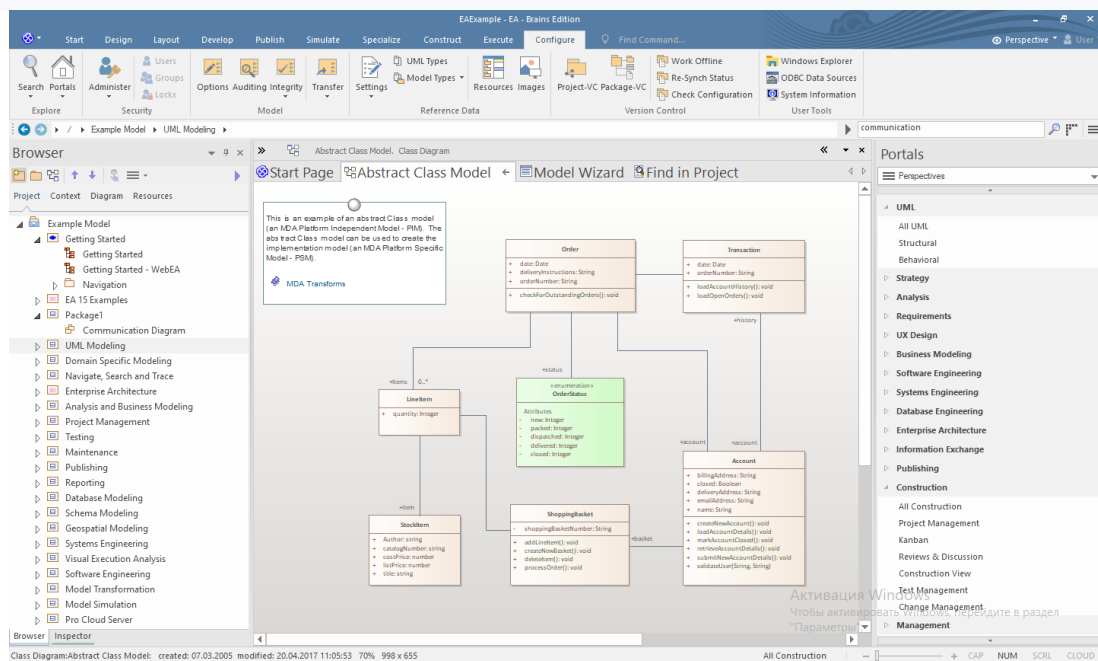 EAExample - EA - Brains Edition
Start Design Layout Develop Publish Simulate Specialize Construct Execute Configure Find Command... Perspective User
Search Portals
Explore
Administer
Users
Groups
Locks
Security
Options Auditing Integrity Transfer
Model
Settings
UML Types
Model Types
Resources Images
Reference Data
Project-VC Package-VC
Work Offline
Re-Synch Status
Check Configuration
Version Control
Windows Explorer
ODBC Data Sources
System Information
User Tools
/ Example Model UML Modeling
communication
Browser
Project Context Diagram Resources
Example Model
Getting Started
Getting Started
Getting Started - WebEA
Navigation
EA 15 Examples
Package1
Communication Diagram
UML Modeling
Domain Specific Modeling
Navigate, Search and Trace
Enterprise Architecture
Analysis and Business Modeling
Project Management
Testing
Maintenance
Publishing
Reporting
Database Modeling
Schema Modeling
Geospatial Modeling
Systems Engineering
Visual Execution Analysis
Software Engineering
Model Transformation
Model Simulation
Pro Cloud Server
Browser Inspector
Abstract Class Model. Class Diagram
Start Page Abstract Class Model Model Wizard Find in Project
This is an example of an abstract Class model
(an MDA Platform Independent Model - PIM). The
abstract Class model can be used to create the
implementation model (an MDA Platform Specific
Model - PSM).
MDA Transforms
Order
+ date: Date
+ deliveryInstructions: String
+ orderNumber: String
+ checkForOutstandingOrders(): void
Transaction
+ date: Date
+ orderNumber: String
+ loadAccountHistory(): void
+ loadOpenOrders(): void
+history
+status
+items 0..*
LineItem
+ quantity: Integer
«enumeration»
OrderStatus
Attributes
- new: Integer
- packed: Integer
- dispatched: Integer
- delivered: Integer
- closed: Integer
+account +account
Account
+ billingAddress: String
+ closed: Boolean
+ deliveryAddress: String
+ emailAddress: String
+ name: String
+ createNewAccount(): void
+ loadAccountDetails(): void
+ markAccountClosed(): void
+ retrieveAccountDetails(): void
+ submitNewAccountDetails(): void
+ validateUser(String, String)
+item
StockItem
+ Author: string
+ catalogNumber: string
+ costPrice: number
+ listPrice: number
+ title: string
ShoppingBasket
- shoppingBasketNumber: String
+ addLineItem(): void
+ createNewBasket(): void
+ deleteItem(): void
+ processOrder(): void
+basket
Portals
Perspectives
UML
All UML
Structural
Behavioral
Strategy
Analysis
Requirements
UX Design
Business Modeling
Software Engineering
Systems Engineering
Database Engineering
Enterprise Architecture
Information Exchange
Publishing
Construction
All Construction
Project Management
Kanban
Reviews & Discussion
Construction View
Test Management
Change Management
Management
Активация Windows
Чтобы активировать Windows, перейдите в раздел
"Параметры"
Class Diagram:Abstract Class Model: created: 07.03.2005 modified: 20.04.2017 11:05:53 70% 998 x 655
All Construction CAP NUM SCRL CLOUD